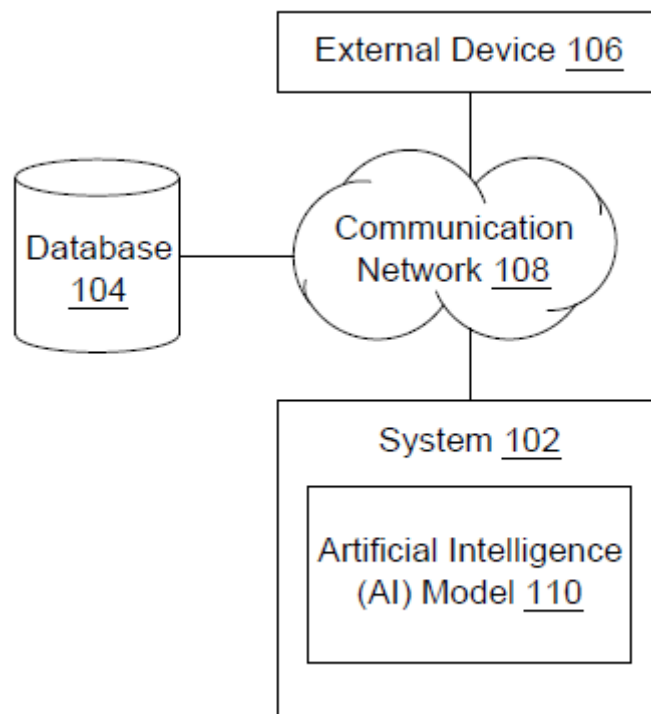 External Device 106
Communication
Network 108
Database
104
System 102
Artificial Intelligence
(AI) Model 110